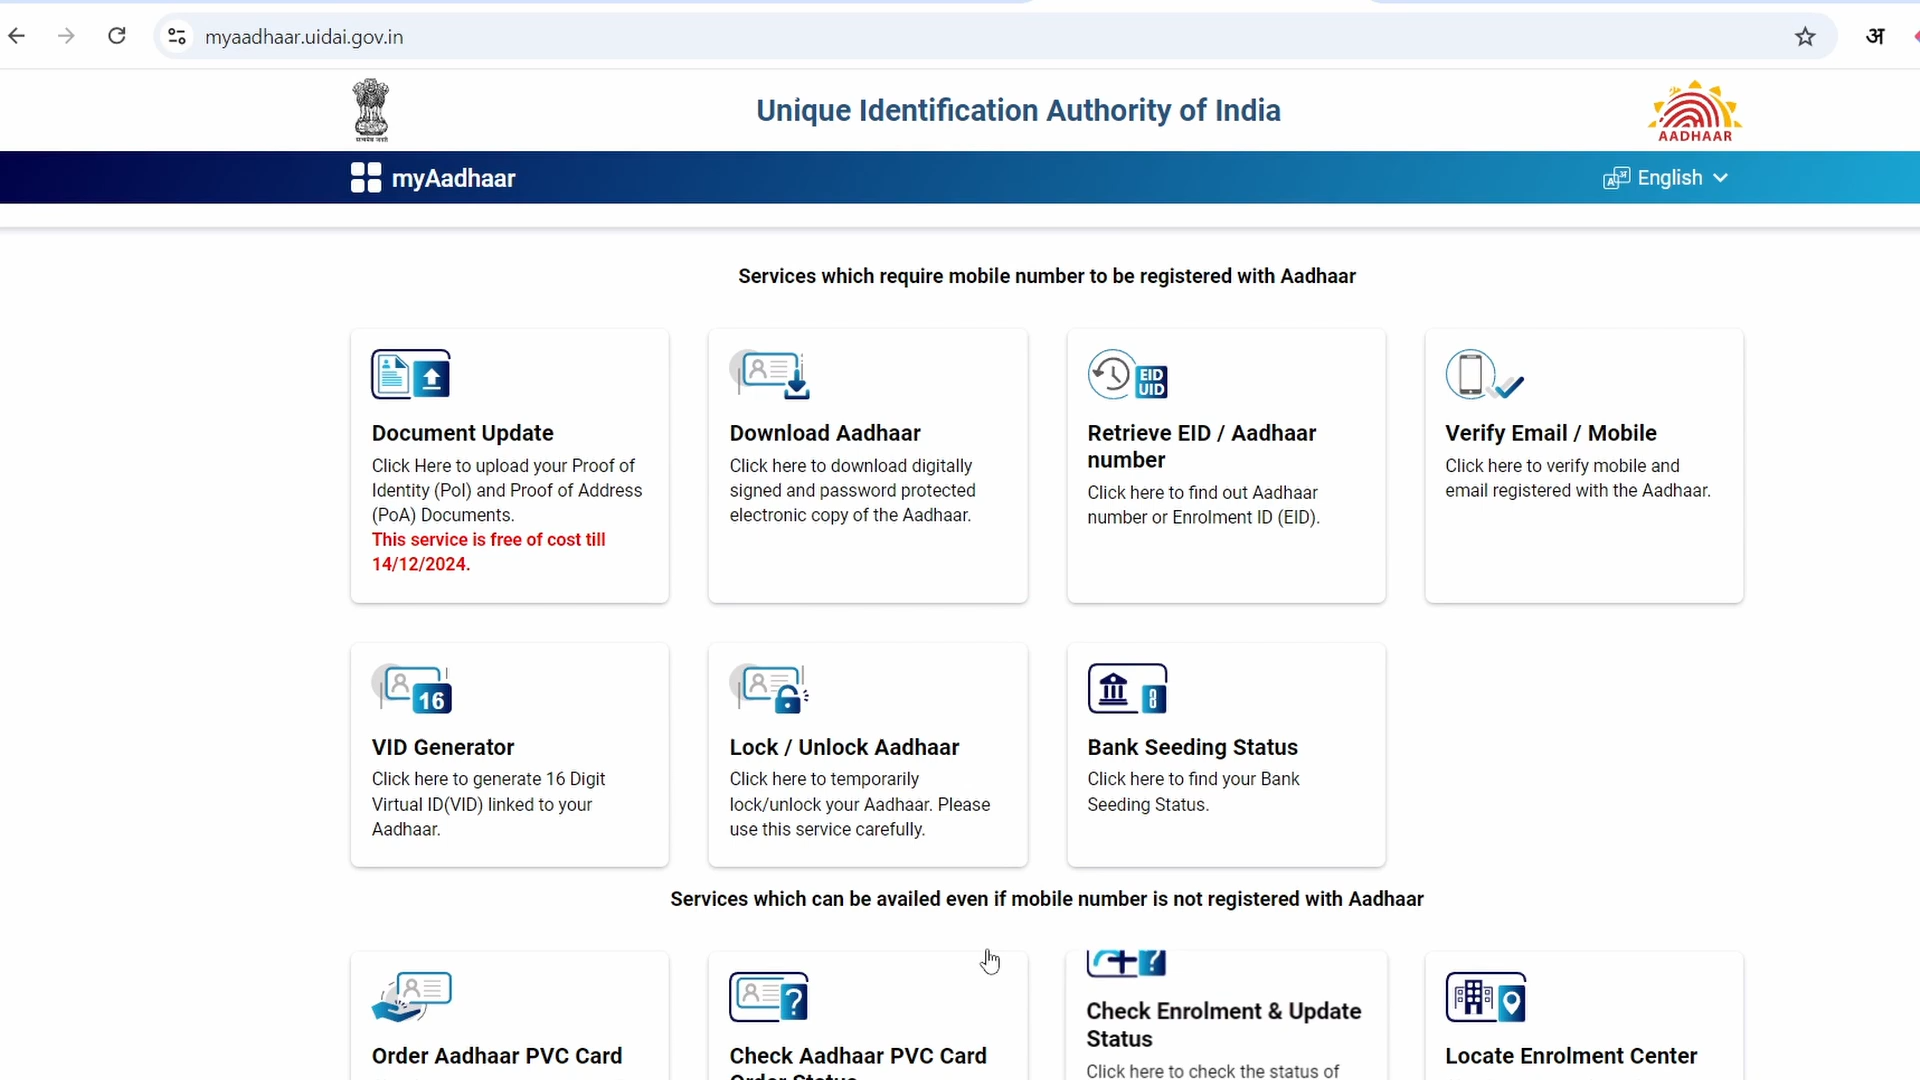 myaadhaar.uidai.gov.in
अ
Unique Identification Authority of India
AADHAAR
myAadhaar
English
Services which require mobile number to be registered with Aadhaar
Document Update
Click Here to upload your Proof of
Identity (PoI) and Proof of Address
(PoA) Documents.
This service is free of cost till
14/12/2024.
Download Aadhaar
Click here to download digitally
signed and password protected
electronic copy of the Aadhaar.
EID
UID
Retrieve EID / Aadhaar
number
Click here to find out Aadhaar
number or Enrolment ID (EID).
Verify Email / Mobile
Click here to verify mobile and
email registered with the Aadhaar.
16
VID Generator
Click here to generate 16 Digit
Virtual ID(VID) linked to your
Aadhaar.
Lock / Unlock Aadhaar
Click here to temporarily
lock/unlock your Aadhaar. Please
use this service carefully.
Bank Seeding Status
Click here to find your Bank
Seeding Status.
Services which can be availed even if mobile number is not registered with Aadhaar
Order Aadhaar PVC Card
?
Check Aadhaar PVC Card
Order Status
?
Check Enrolment & Update
Status
Click here to check the status of
Locate Enrolment Center